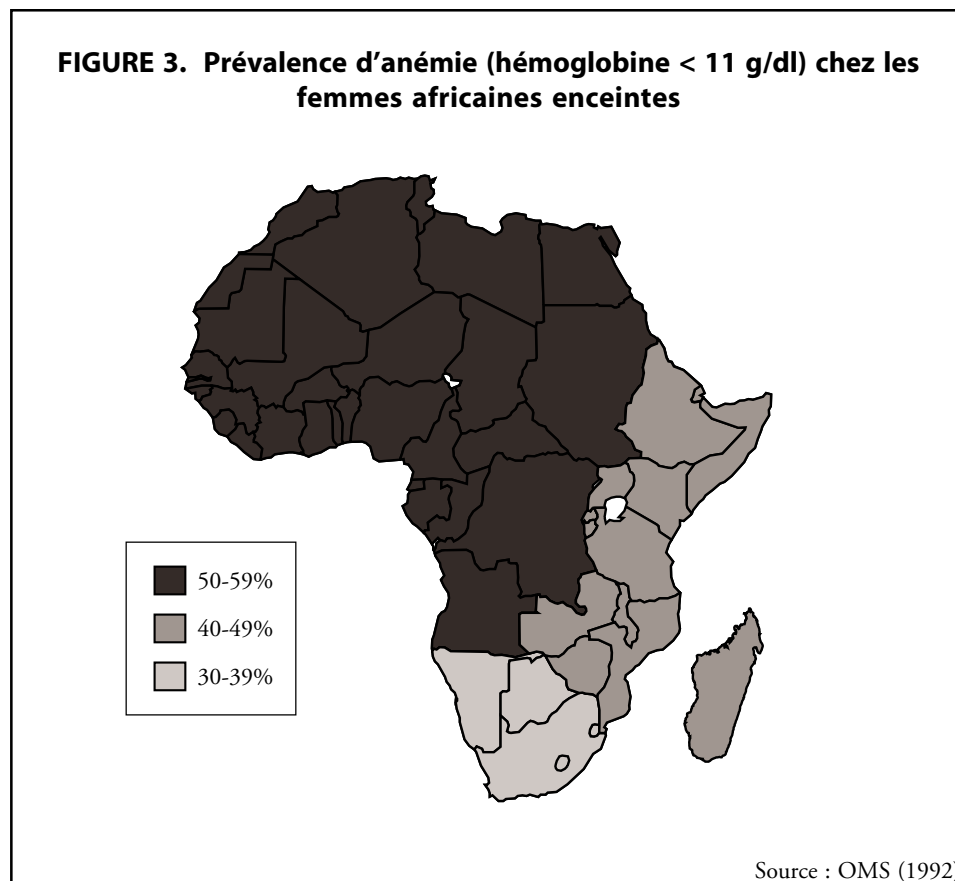 FIGURE 3. Prévalence d’anémie (hémoglobine < 11 g/dl) chez les
femmes africaines enceintes
50-59%
40-49%
30-39%
Source : OMS (1992)